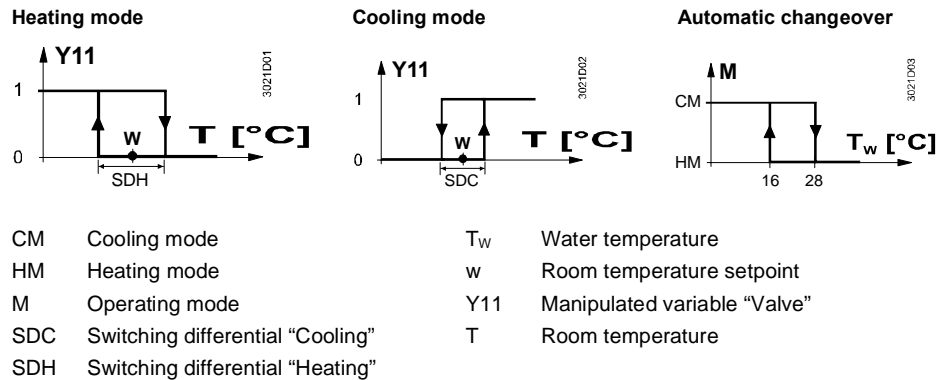 Heating mode
Cooling mode
Automatic changeover
Y11
1
0
w
T [°C]
SDH
3021D01
Y11
1
0
w
T [°C]
SDC
3021D02
M
CM
HM
16
28
Tw [°C]
3021D03
CM Cooling mode
Tw Water temperature
HM Heating mode
w Room temperature setpoint
M Operating mode
Y11 Manipulated variable “Valve”
SDC Switching differential “Cooling”
T Room temperature
SDH Switching differential “Heating”